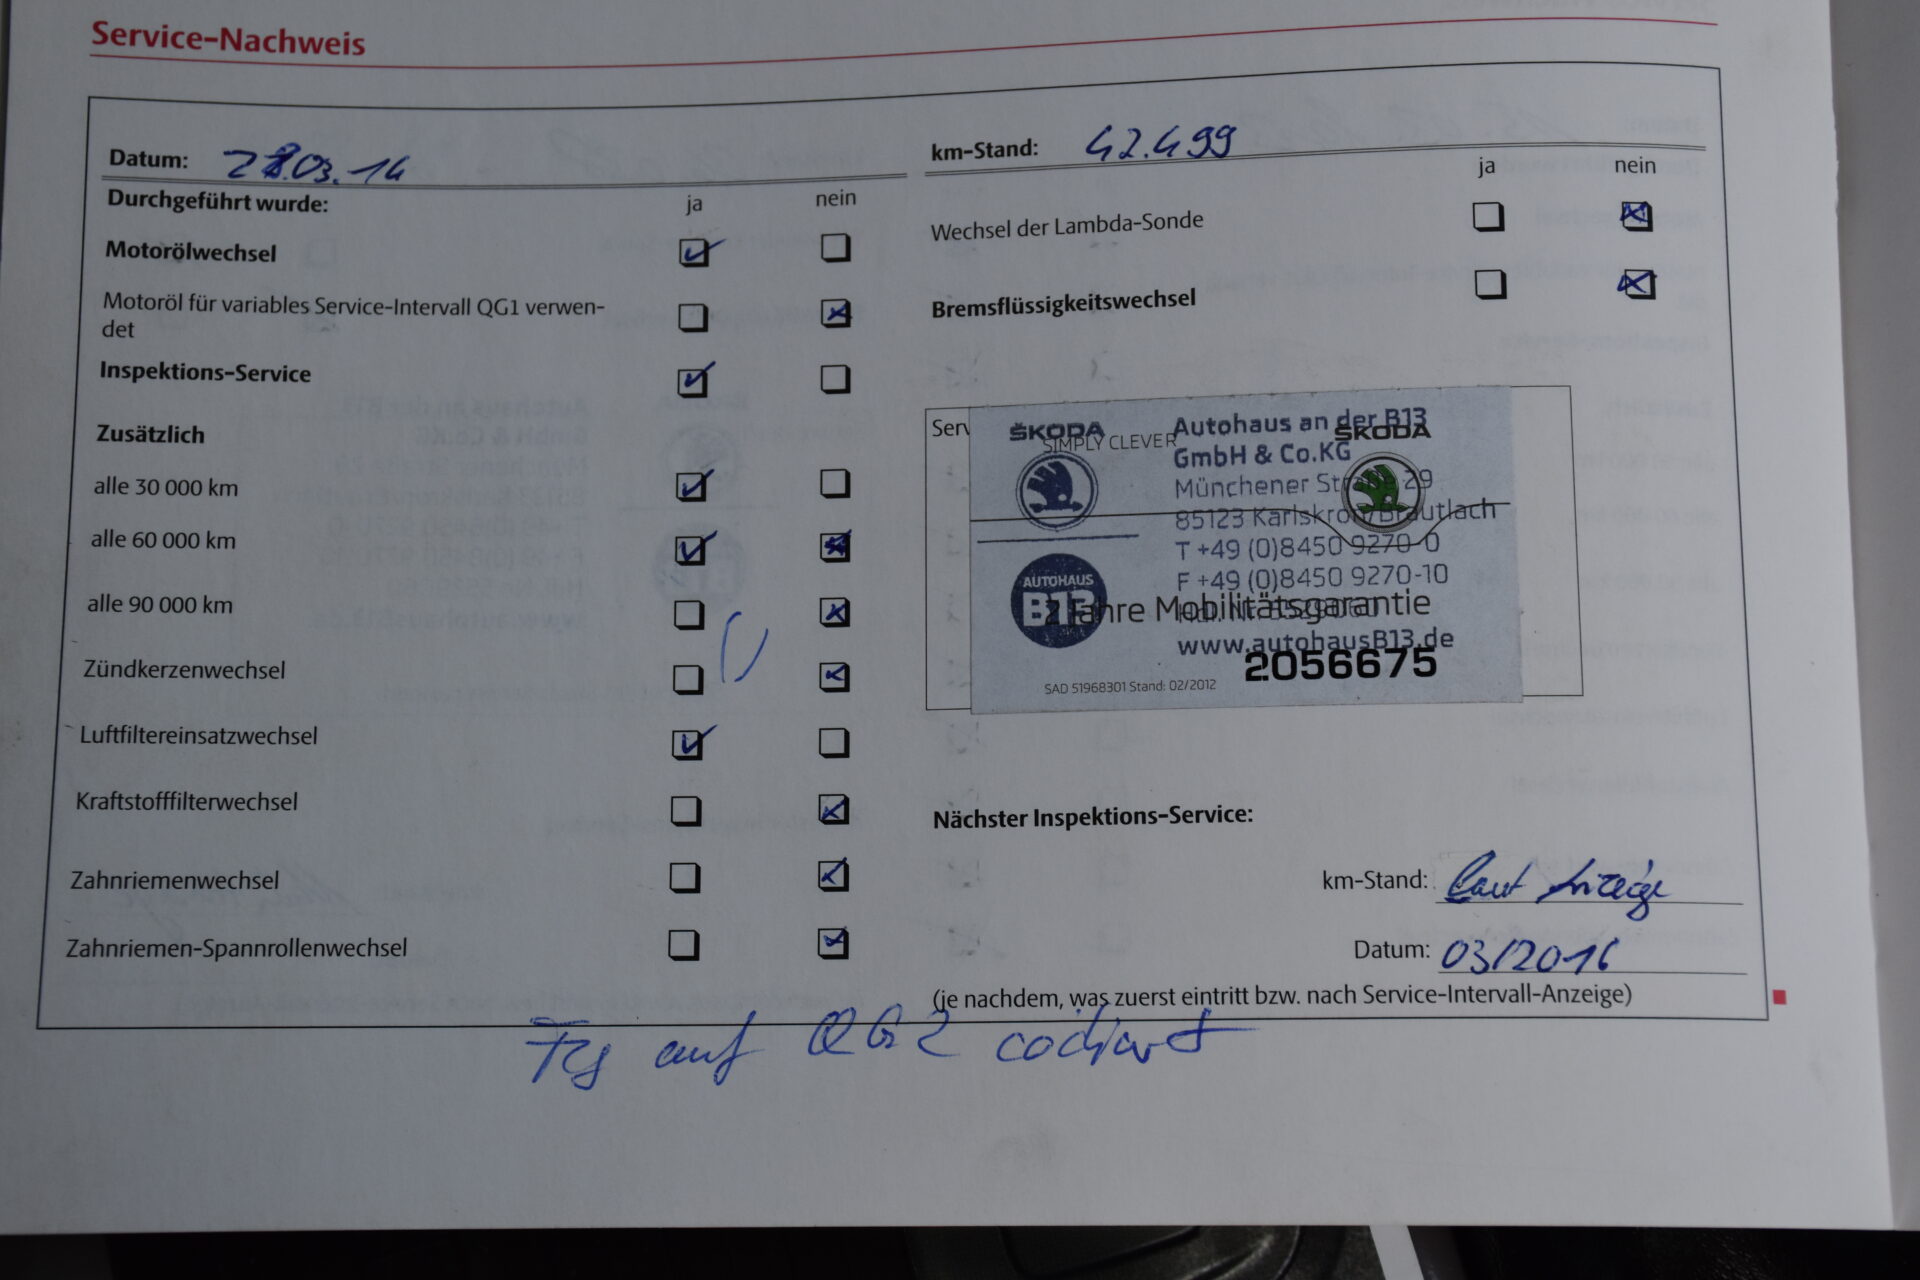 Service-Nachweis
Datum: 28.03.14
Durchgeführt wurde: ja nein
Motorölwechsel
Motoröl für variables Service-Intervall QG1 verwen-
det
Inspektions-Service
Zusätzlich
alle 30 000 km
alle 60 000 km
alle 90 000 km
Zündkerzenwechsel
Luftfiltereinsatzwechsel
Kraftstofffilterwechsel
Zahnriemenwechsel
Zahnriemen-Spannrollenwechsel
km-Stand: 42.499
ja nein
Wechsel der Lambda-Sonde
Bremsflüssigkeitswechsel
ŠKODA
SIMPLY CLEVER
ŠKODA
Autohaus an der B13
GmbH & Co.KG
Münchener Straße 29
85123 Karlskron/Brautlach
T +49 (0)8450 9270-0
F +49 (0)8450 9270-10
AUTOHAUS
B13
2 Jahre Mobilitätsgarantie
www.autohausB13.de
2056675
SAD 51968301 Stand: 02/2012
Nächster Inspektions-Service:
km-Stand: laut Anzeige
Datum: 03/2016
(je nachdem, was zuerst eintritt bzw. nach Service-Intervall-Anzeige)
Fzg auf QG2 codiert